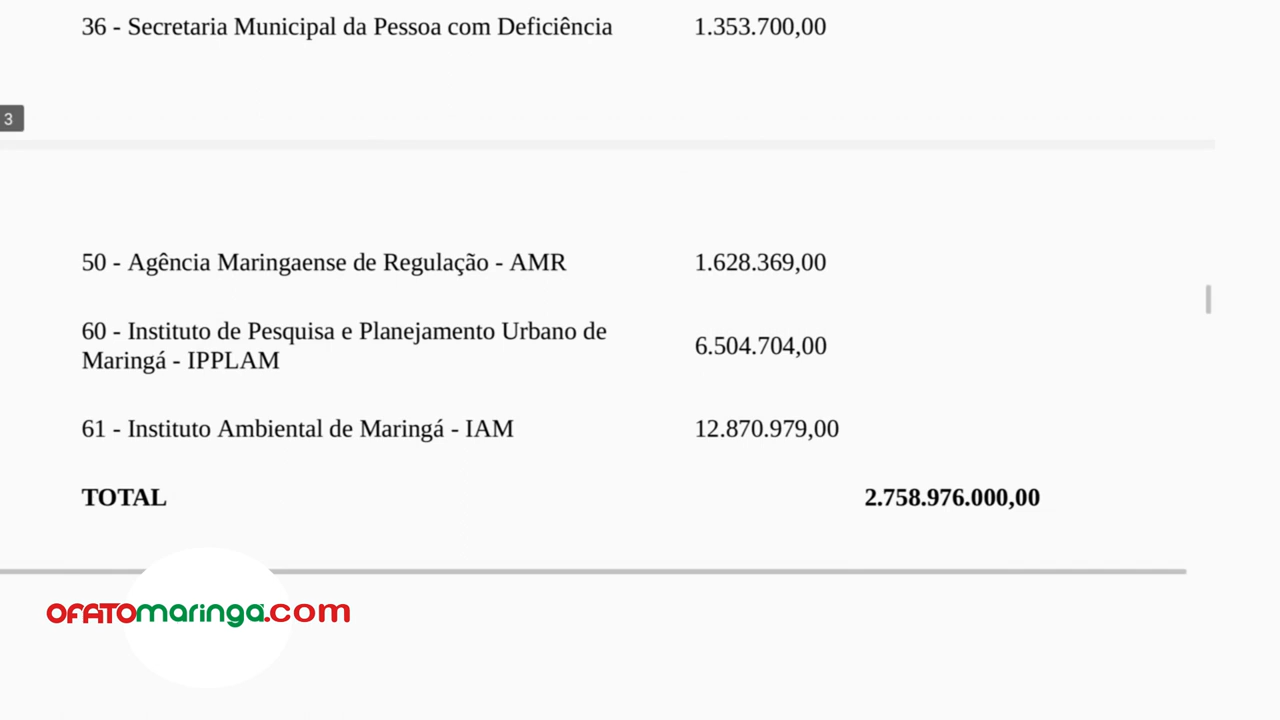 36 - Secretaria Municipal da Pessoa com Deficiência 1.353.700,00
3
50 - Agência Maringaense de Regulação - AMR 1.628.369,00
60 - Instituto de Pesquisa e Planejamento Urbano de
Maringá - IPPLAM 6.504.704,00
61 - Instituto Ambiental de Maringá - IAM 12.870.979,00
TOTAL 2.758.976.000,00
OFATOmaringa.com